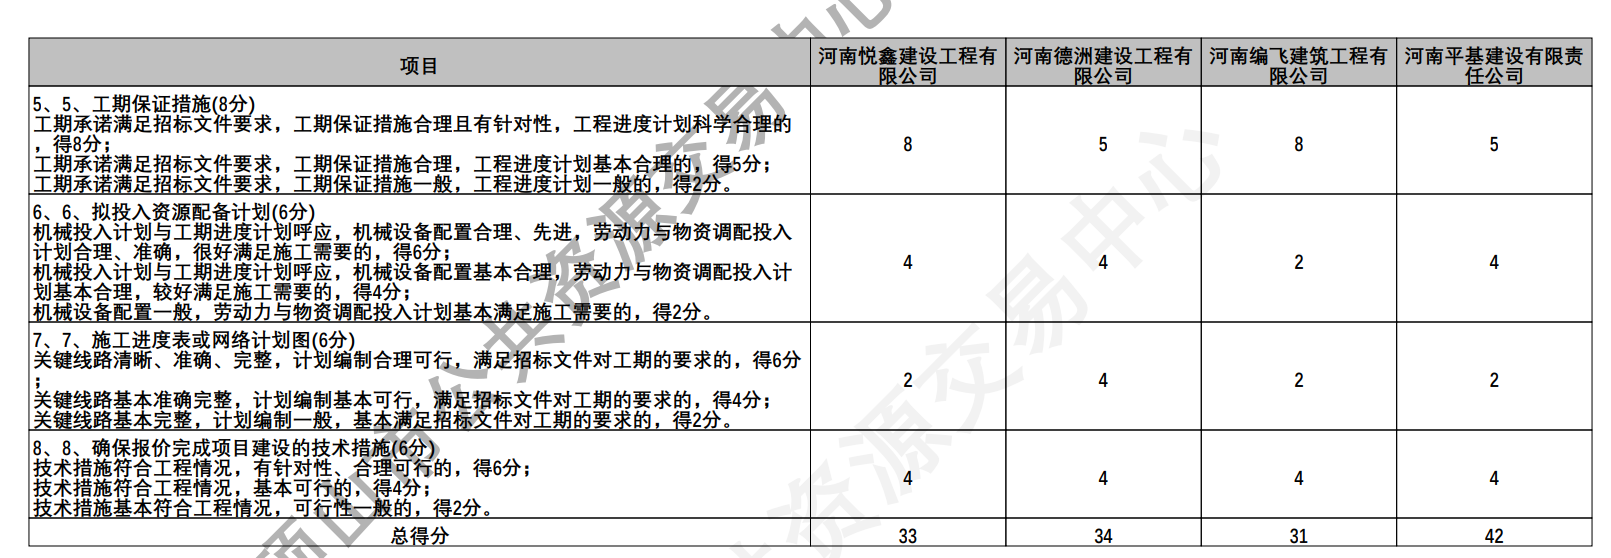 项目
河南悦鑫建设工程有
限公司
河南德洲建设工程有
限公司
河南编飞建筑工程有
限公司
河南平基建设有限责
任公司
5、5、工期保证措施(8分)
工期承诺满足招标文件要求，工期保证措施合理且有针对性，工程进度计划科学合理的
，得8分；
工期承诺满足招标文件要求，工期保证措施合理，工程进度计划基本合理的，得5分；
工期承诺满足招标文件要求，工期保证措施一般，工程进度计划一般的，得2分。
8
5
8
5
6、6、拟投入资源配备计划(6分)
机械投入计划与工期进度计划呼应，机械设备配置合理、先进，劳动力与物资调配投入
计划合理、准确，很好满足施工需要的，得6分；
机械投入计划与工期进度计划呼应，机械设备配置基本合理，劳动力与物资调配投入计
划基本合理，较好满足施工需要的，得4分；
机械设备配置一般，劳动力与物资调配投入计划基本满足施工需要的，得2分。
4
4
2
4
7、7、施工进度表或网络计划图(6分)
关键线路清晰、准确、完整，计划编制合理可行，满足招标文件对工期的要求的，得6分
；
关键线路基本准确完整，计划编制基本可行，满足招标文件对工期的要求的，得4分；
关键线路基本完整，计划编制一般，基本满足招标文件对工期的要求的，得2分。
2
4
2
2
8、8、确保报价完成项目建设的技术措施(6分)
技术措施符合工程情况，有针对性、合理可行的，得6分；
技术措施符合工程情况，基本可行的，得4分；
技术措施基本符合工程情况，可行性一般的，得2分。
4
4
4
4
总得分
33
34
31
42
顶山市公共资源交易中心
资源交易中心